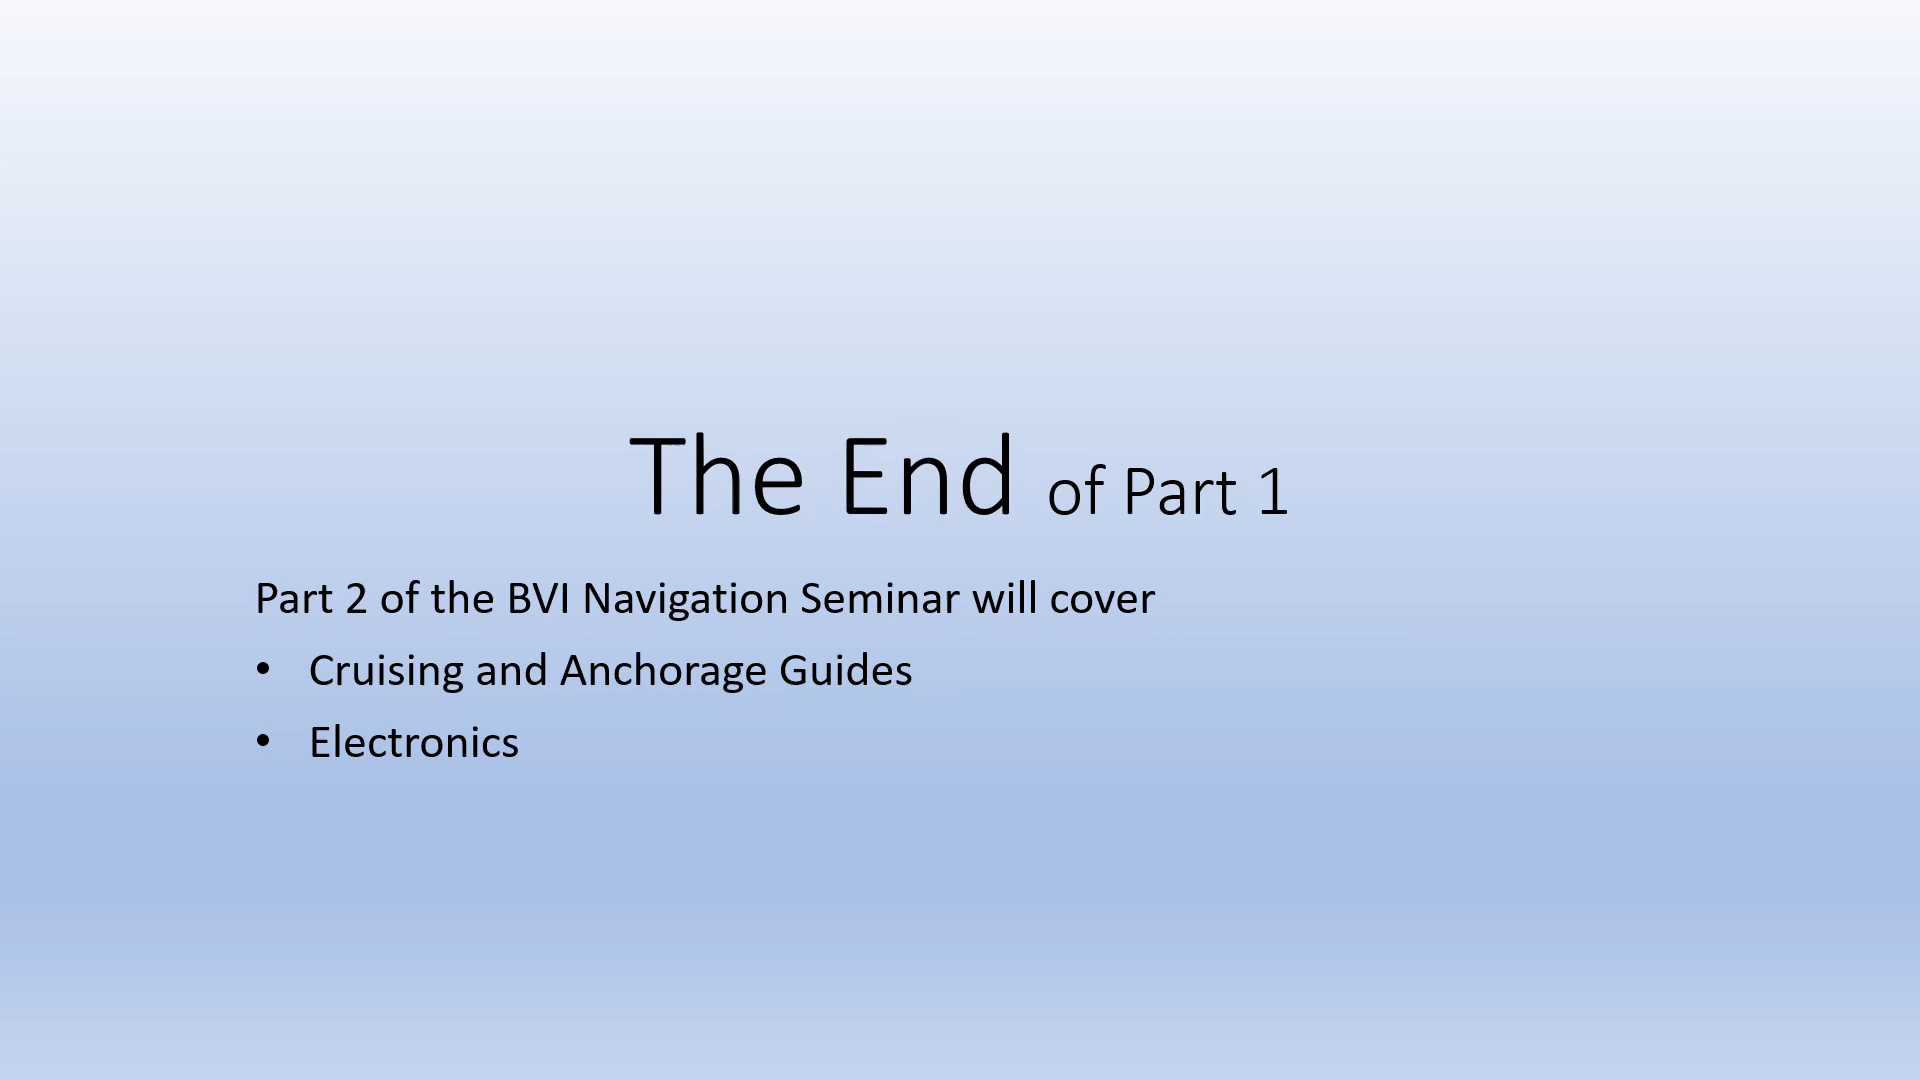 The End of Part 1
Part 2 of the BVI Navigation Seminar will cover
• Cruising and Anchorage Guides
• Electronics